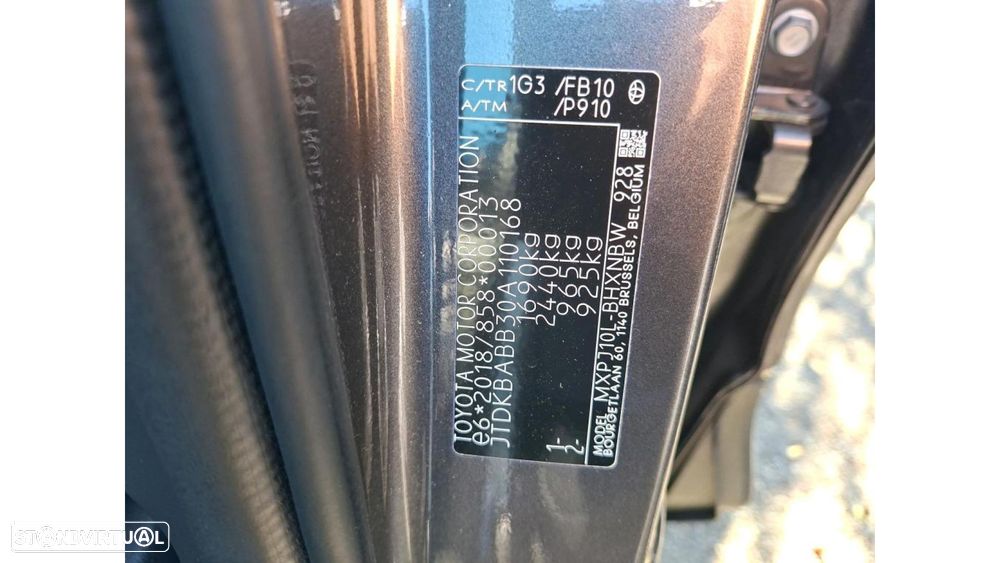 TOYOTA MOTOR CORPORATION
e6*2018/858*00013
JTDKBABB30A110168
1690kg
2440kg
1- 965kg
2- 925kg
MODEL MXPJ10L-BHXNBW 928
BOURGETLAAN 60, 1140 BRUSSELS, BELGIUM
C/TR 1G3 /FB10
A/TM /P910
STANDVIRTUAL